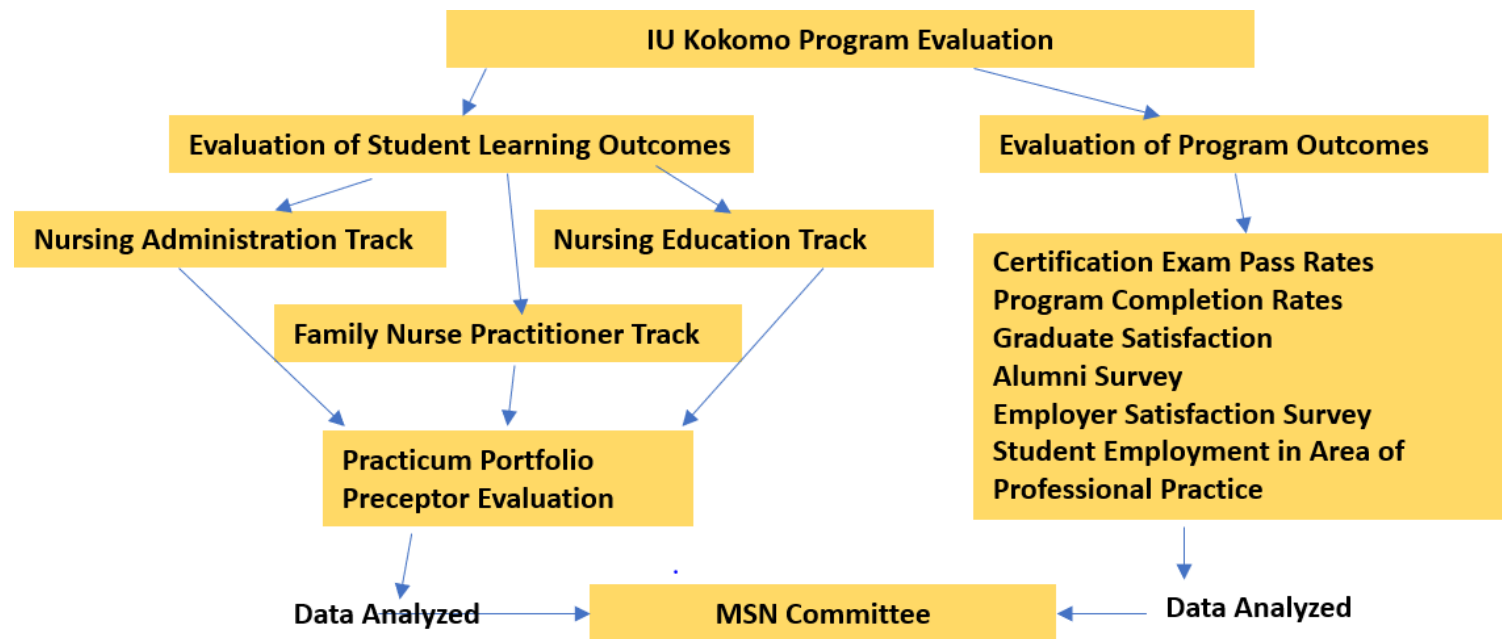 IU Kokomo Program Evaluation
Evaluation of Student Learning Outcomes
Evaluation of Program Outcomes
Nursing Administration Track
Nursing Education Track
Family Nurse Practitioner Track
Certification Exam Pass Rates
Program Completion Rates
Graduate Satisfaction
Alumni Survey
Employer Satisfaction Survey
Student Employment in Area of
Professional Practice
Practicum Portfolio
Preceptor Evaluation
Data Analyzed
MSN Committee
Data Analyzed